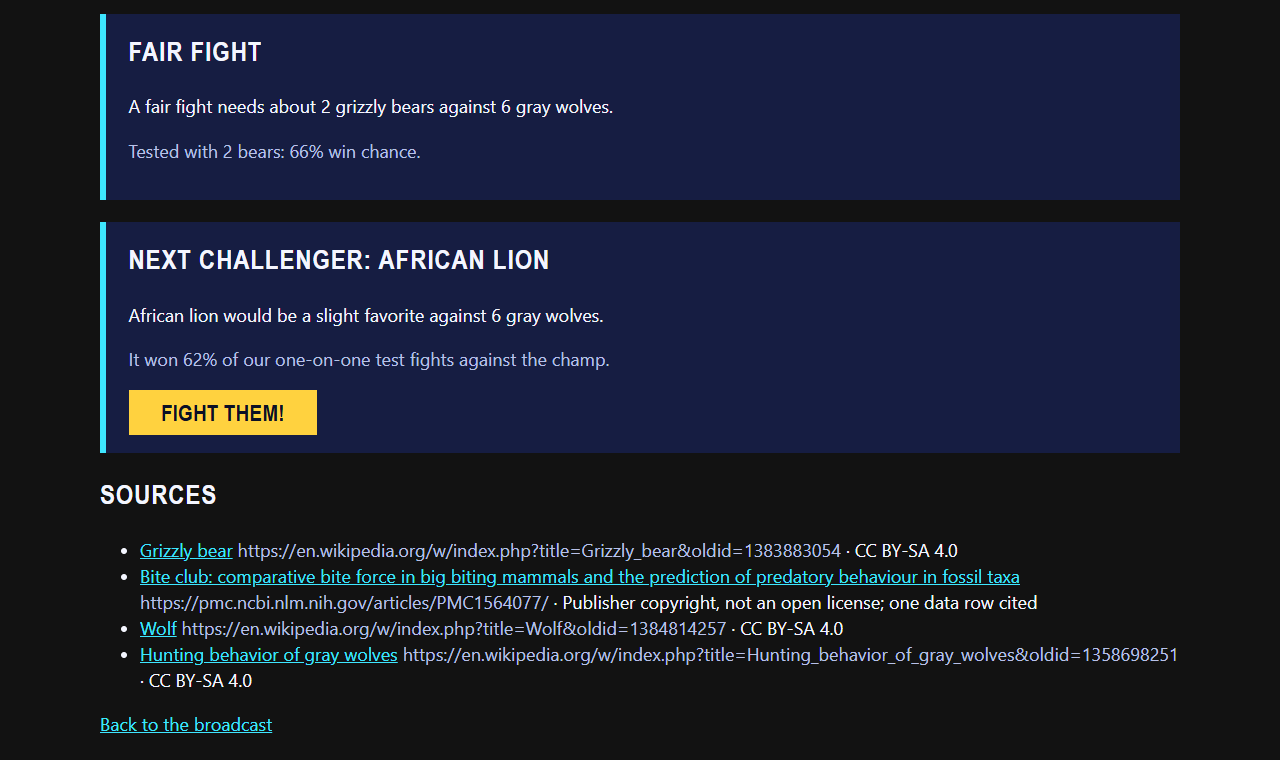 FAIR FIGHT
A fair fight needs about 2 grizzly bears against 6 gray wolves.
Tested with 2 bears: 66% win chance.
NEXT CHALLENGER: AFRICAN LION
African lion would be a slight favorite against 6 gray wolves.
It won 62% of our one-on-one test fights against the champ.
FIGHT THEM!
SOURCES
• Grizzly bear https://en.wikipedia.org/w/index.php?title=Grizzly_bear&oldid=1383883054 · CC BY-SA 4.0
• Bite club: comparative bite force in big biting mammals and the prediction of predatory behaviour in fossil taxa
https://pmc.ncbi.nlm.nih.gov/articles/PMC1564077/ · Publisher copyright, not an open license; one data row cited
• Wolf https://en.wikipedia.org/w/index.php?title=Wolf&oldid=1384814257 · CC BY-SA 4.0
• Hunting behavior of gray wolves https://en.wikipedia.org/w/index.php?title=Hunting_behavior_of_gray_wolves&oldid=1358698251
· CC BY-SA 4.0
Back to the broadcast